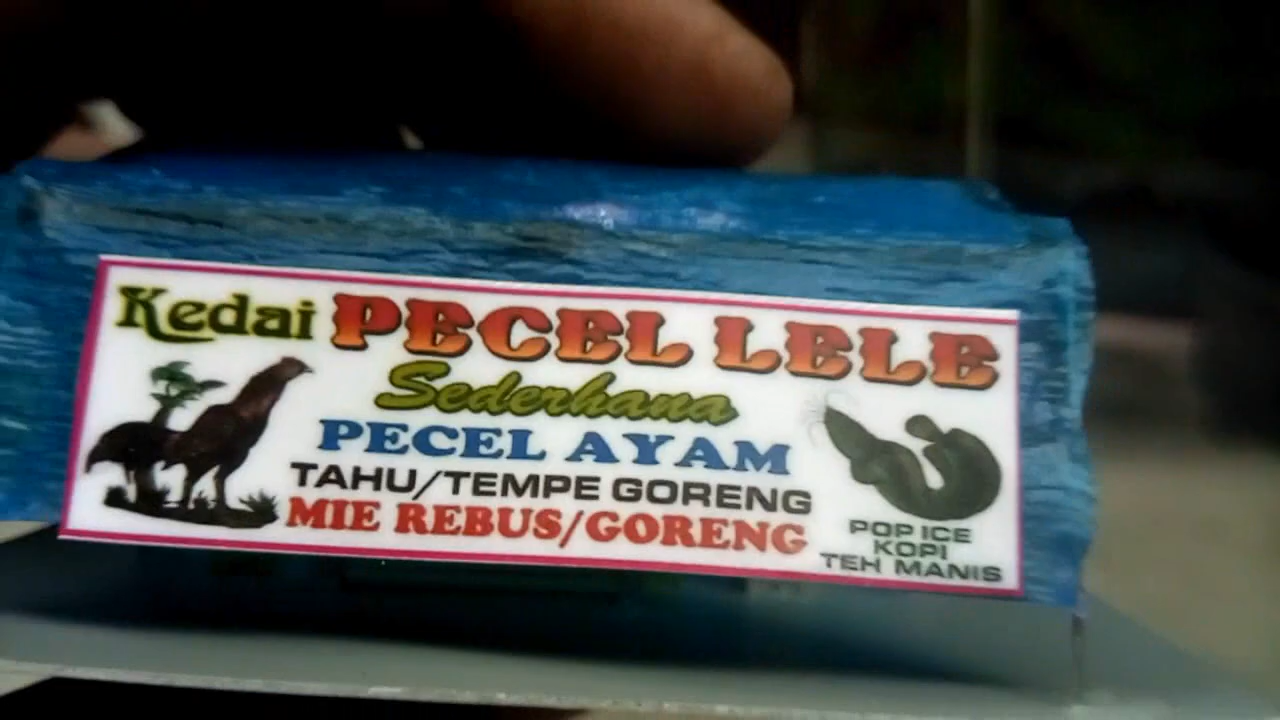 Kedai PECEL LELE
Sederhana
PECEL AYAM
TAHU/TEMPE GORENG
MIE REBUS/GORENG
POP ICE
KOPI
TEH MANIS